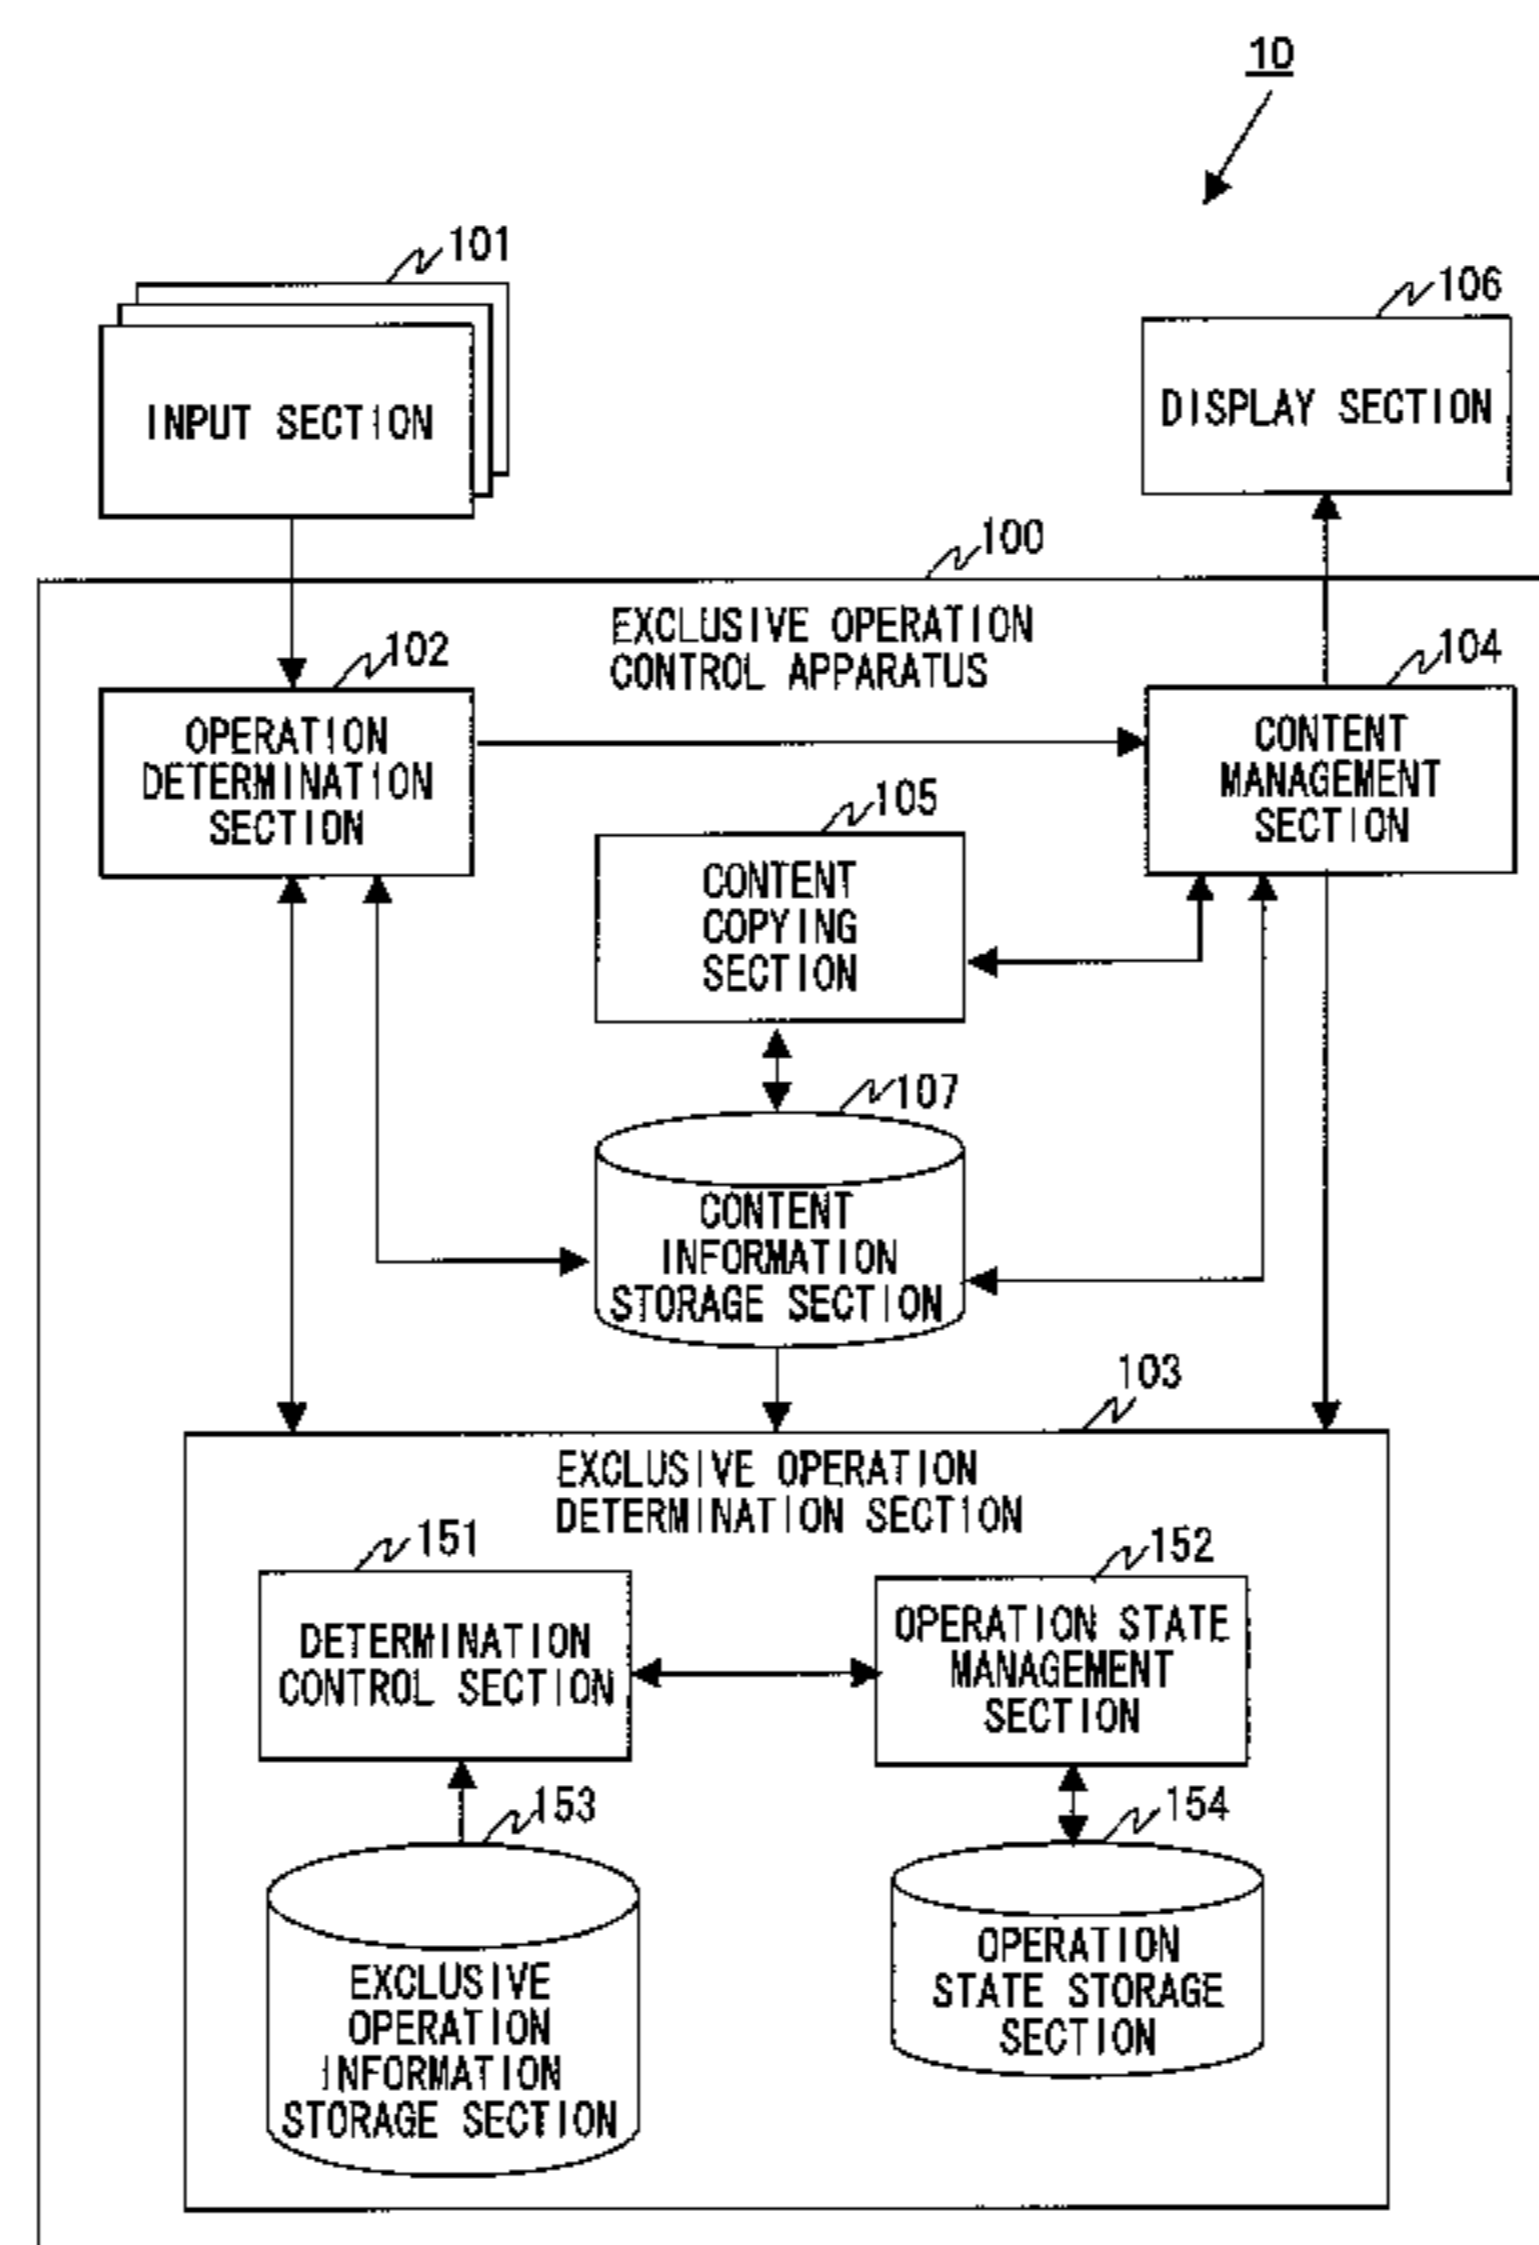 10
101
INPUT SECTION
106
DISPLAY SECTION
100
EXCLUSIVE OPERATION
CONTROL APPARATUS
102
OPERATION
DETERMINATION
SECTION
104
CONTENT
MANAGEMENT
SECTION
105
CONTENT
COPYING
SECTION
107
CONTENT
INFORMATION
STORAGE SECTION
103
EXCLUSIVE OPERATION
DETERMINATION SECTION
151
DETERMINATION
CONTROL SECTION
152
OPERATION STATE
MANAGEMENT
SECTION
153
EXCLUSIVE
OPERATION
INFORMATION
STORAGE SECTION
154
OPERATION
STATE STORAGE
SECTION